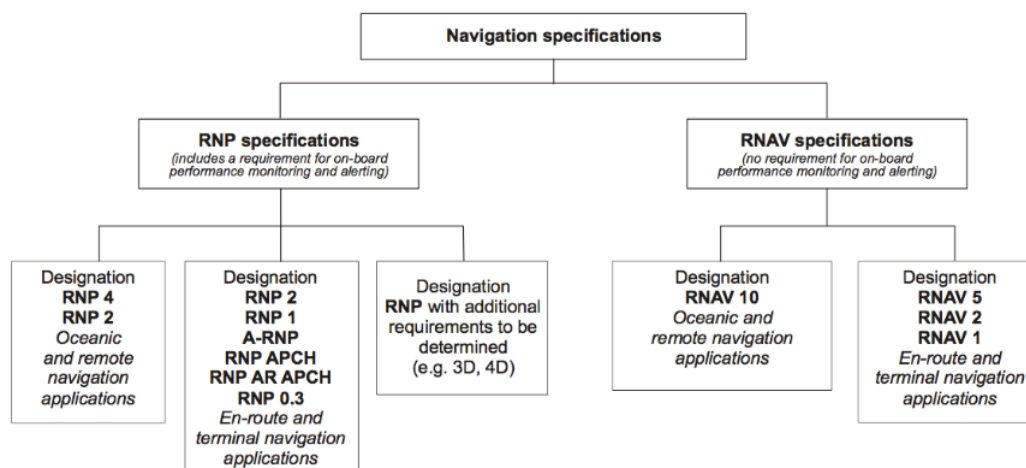 Navigation specifications
RNP specifications
(includes a requirement for on-board
performance monitoring and alerting)
RNAV specifications
(no requirement for on-board
performance monitoring and alerting)
Designation
RNP 4
RNP 2
Oceanic
and remote
navigation
applications
Designation
RNP 2
RNP 1
A-RNP
RNP APCH
RNP AR APCH
RNP 0.3
En-route and
terminal navigation
applications
Designation
RNP with additional
requirements to be
determined
(e.g. 3D, 4D)
Designation
RNAV 10
Oceanic and
remote navigation
applications
Designation
RNAV 5
RNAV 2
RNAV 1
En-route and
terminal navigation
applications